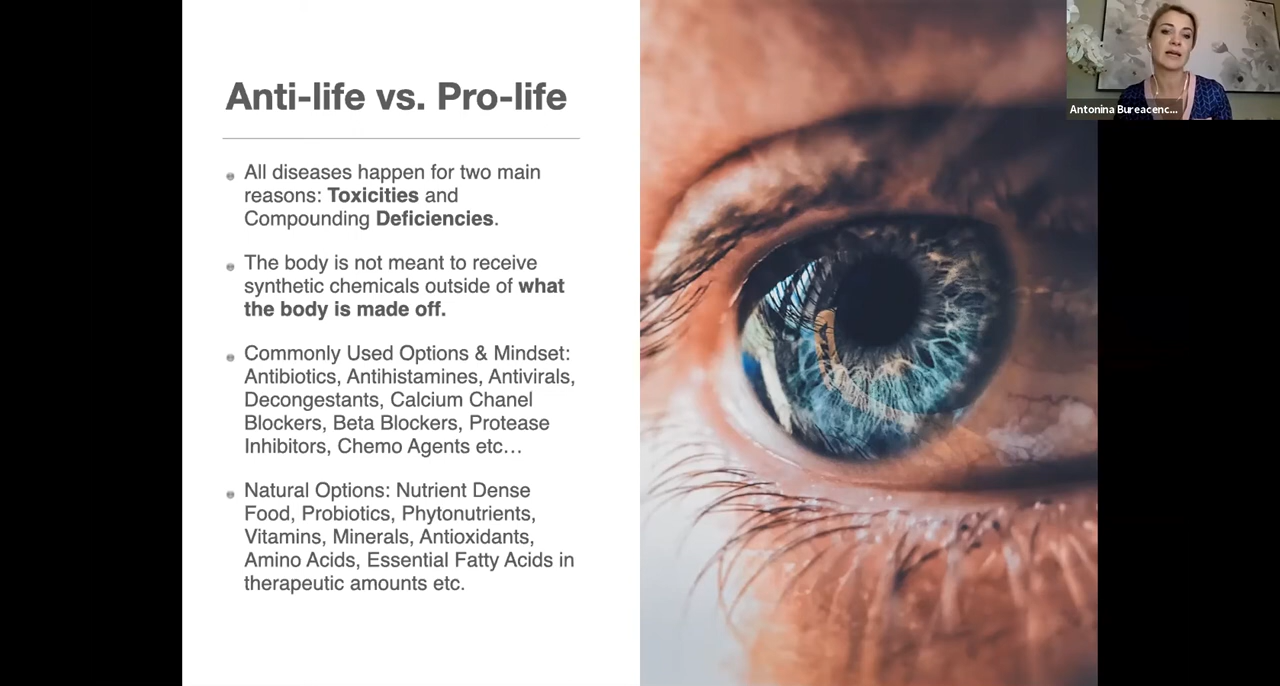 Anti-life vs. Pro-life
All diseases happen for two main
reasons: Toxicities and
Compounding Deficiencies.
The body is not meant to receive
synthetic chemicals outside of what
the body is made off.
Commonly Used Options & Mindset:
Antibiotics, Antihistamines, Antivirals,
Decongestants, Calcium Chanel
Blockers, Beta Blockers, Protease
Inhibitors, Chemo Agents etc…
Natural Options: Nutrient Dense
Food, Probiotics, Phytonutrients,
Vitamins, Minerals, Antioxidants,
Amino Acids, Essential Fatty Acids in
therapeutic amounts etc.
Antonina Bureacenc...